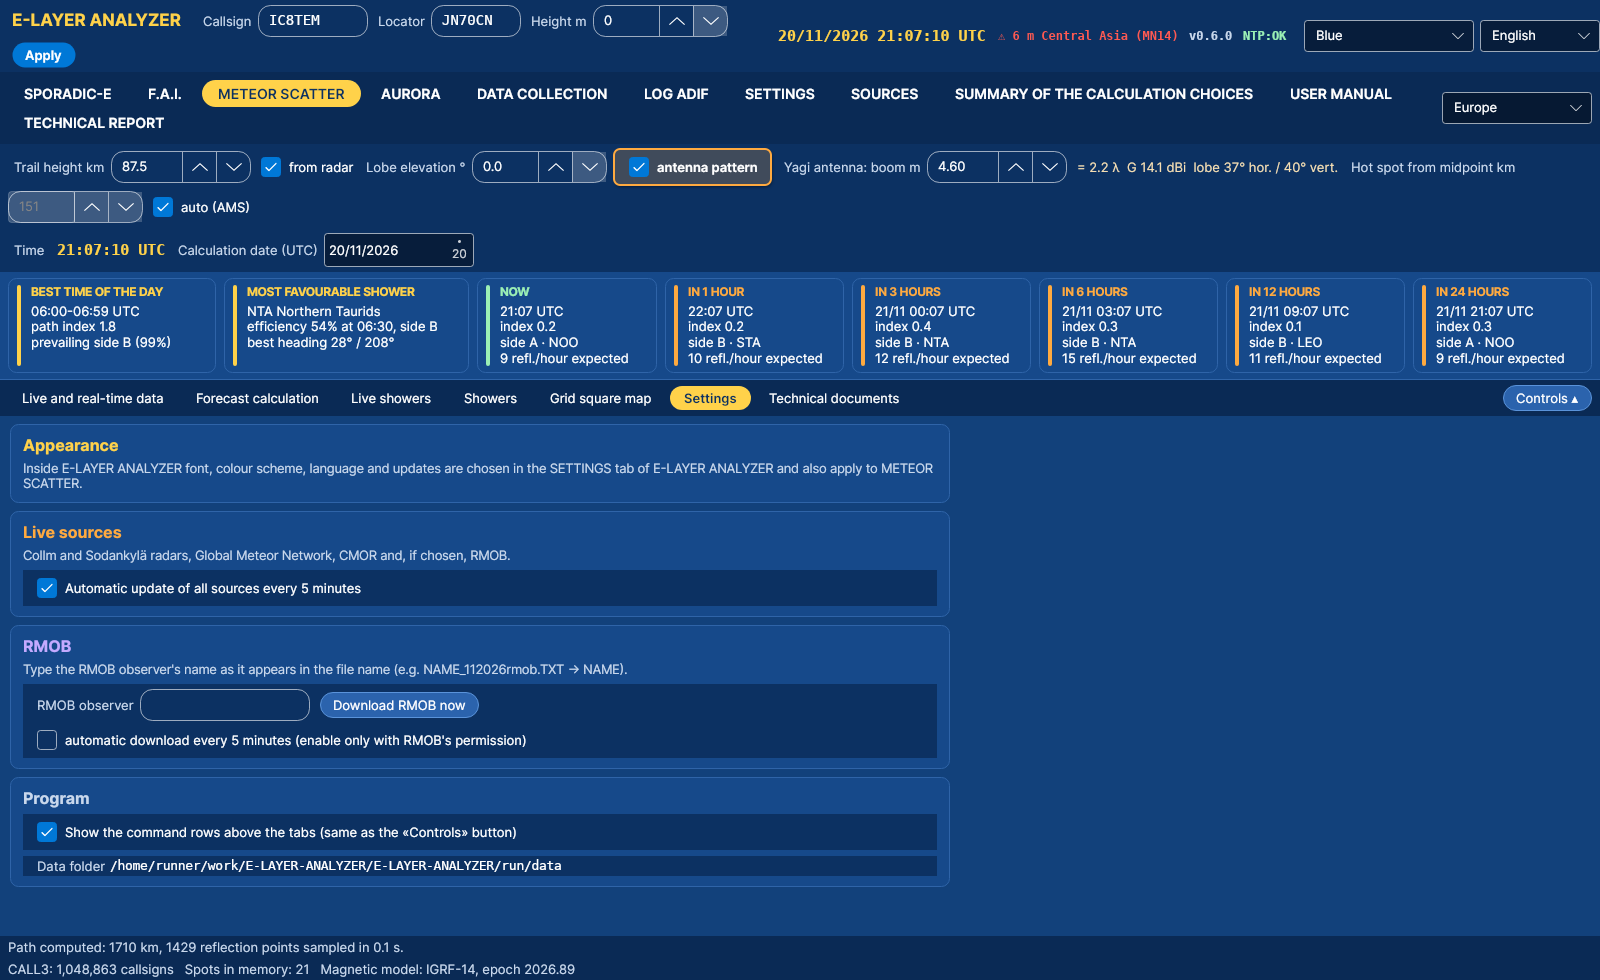 E-LAYER ANALYZER Callsign IC8TEM Locator JN70CN Height m 0
Apply
20/11/2026 21:07:10 UTC ⚠ 6 m Central Asia (MN14) v0.6.0 NTP:OK Blue English
SPORADIC-E F.A.I. METEOR SCATTER AURORA DATA COLLECTION LOG ADIF SETTINGS SOURCES SUMMARY OF THE CALCULATION CHOICES USER MANUAL
TECHNICAL REPORT
Europe
Trail height km 87.5 from radar Lobe elevation ° 0.0 antenna pattern Yagi antenna: boom m 4.60 = 2.2 λ G 14.1 dBi lobe 37° hor. / 40° vert. Hot spot from midpoint km
151 auto (AMS)
Time 21:07:10 UTC Calculation date (UTC) 20/11/2026 20
BEST TIME OF THE DAY
06:00-06:59 UTC
path index 1.8
prevailing side B (99%)
MOST FAVOURABLE SHOWER
NTA Northern Taurids
efficiency 54% at 06:30, side B
best heading 28° / 208°
NOW
21:07 UTC
index 0.2
side A · NOO
9 refl./hour expected
IN 1 HOUR
22:07 UTC
index 0.2
side B · STA
10 refl./hour expected
IN 3 HOURS
21/11 00:07 UTC
index 0.4
side B · NTA
12 refl./hour expected
IN 6 HOURS
21/11 03:07 UTC
index 0.3
side B · NTA
15 refl./hour expected
IN 12 HOURS
21/11 09:07 UTC
index 0.1
side B · LEO
11 refl./hour expected
IN 24 HOURS
21/11 21:07 UTC
index 0.3
side A · NOO
9 refl./hour expected
Live and real-time data Forecast calculation Live showers Showers Grid square map Settings Technical documents Controls ▴
Appearance
Inside E-LAYER ANALYZER font, colour scheme, language and updates are chosen in the SETTINGS tab of E-LAYER ANALYZER and also apply to METEOR
SCATTER.
Live sources
Collm and Sodankylä radars, Global Meteor Network, CMOR and, if chosen, RMOB.
Automatic update of all sources every 5 minutes
RMOB
Type the RMOB observer's name as it appears in the file name (e.g. NAME_112026rmob.TXT → NAME).
RMOB observer Download RMOB now
automatic download every 5 minutes (enable only with RMOB's permission)
Program
Show the command rows above the tabs (same as the «Controls» button)
Data folder /home/runner/work/E-LAYER-ANALYZER/E-LAYER-ANALYZER/run/data
Path computed: 1710 km, 1429 reflection points sampled in 0.1 s.
CALL3: 1,048,863 callsigns Spots in memory: 21 Magnetic model: IGRF-14, epoch 2026.89